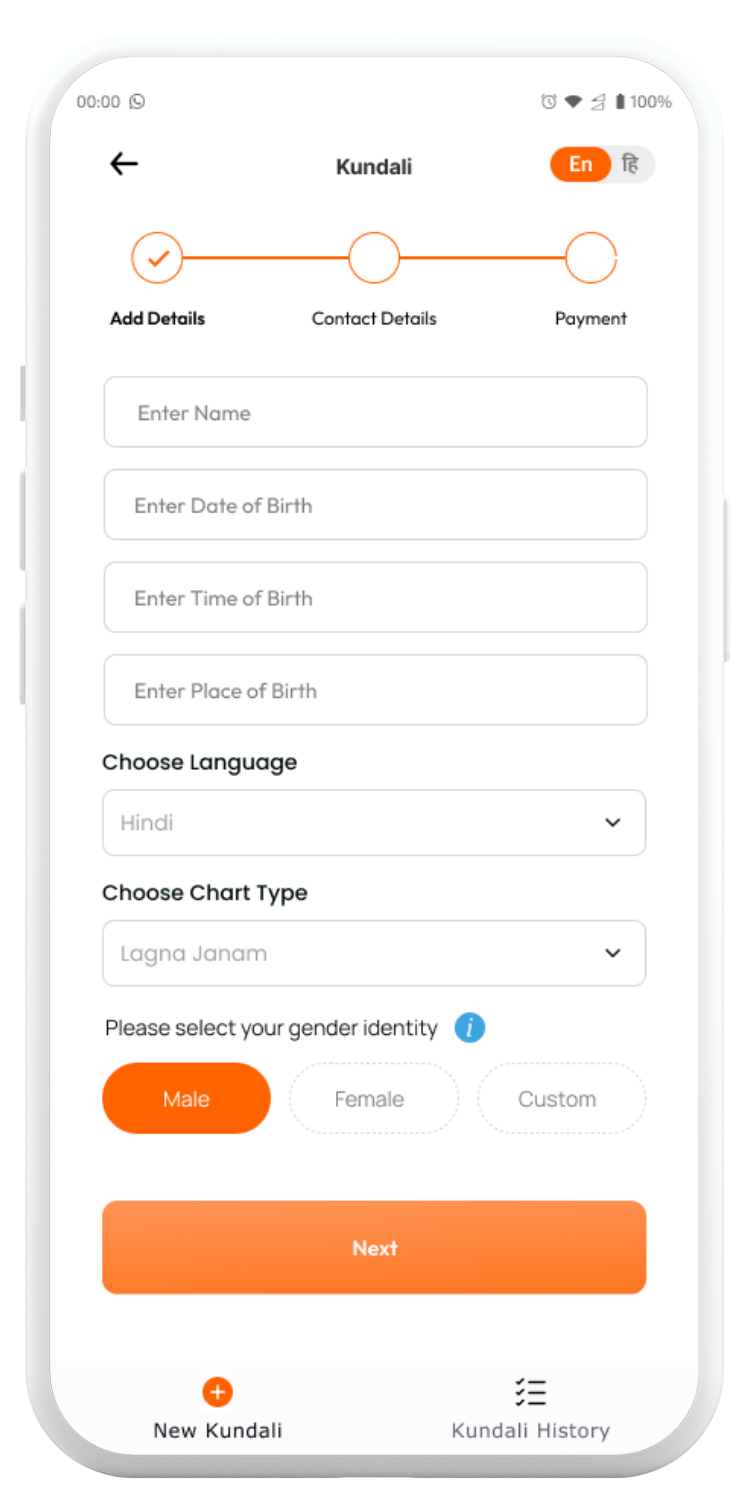 00:00 100%
Kundali En हि
Add Details Contact Details Payment
Enter Name
Enter Date of Birth
Enter Time of Birth
Enter Place of Birth
Choose Language
Hindi
Choose Chart Type
Lagna Janam
Please select your gender identity i
Male Female Custom
Next
New Kundali Kundali History